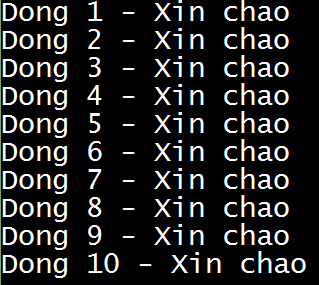 Dong 1 - Xin chao
Dong 2 - Xin chao
Dong 3 - Xin chao
Dong 4 - Xin chao
Dong 5 - Xin chao
Dong 6 - Xin chao
Dong 7 - Xin chao
Dong 8 - Xin chao
Dong 9 - Xin chao
Dong 10 - Xin chao